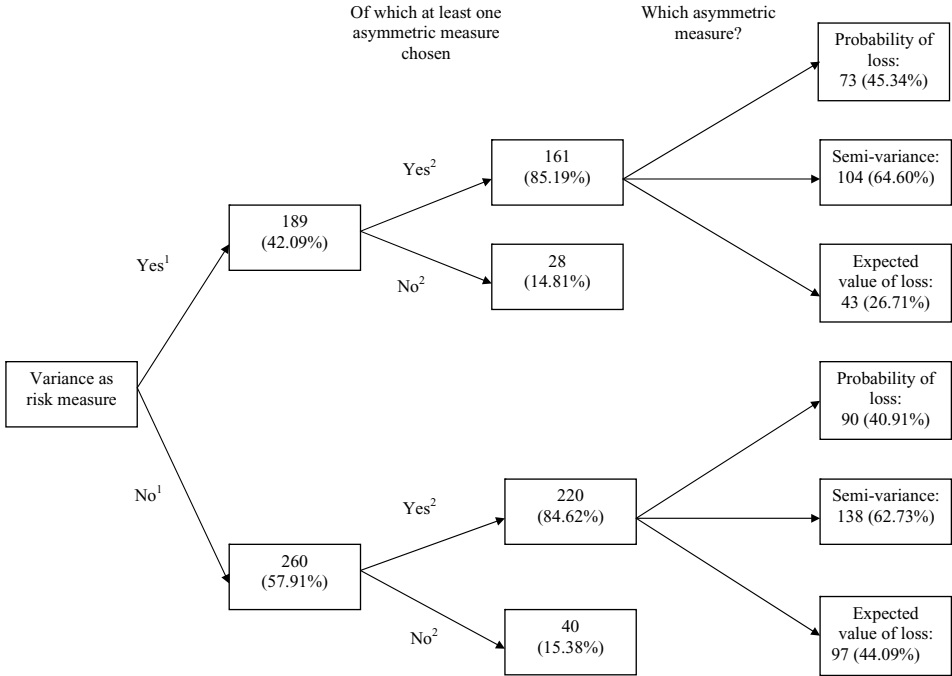 Of which at least one
asymmetric measure
chosen
Which asymmetric
measure?
Probability of
loss:
73 (45.34%)
Yes²
161
(85.19%)
Semi-variance:
104 (64.60%)
189
(42.09%)
Yes¹
No²
28
(14.81%)
Expected
value of loss:
43 (26.71%)
Variance as
risk measure
Probability of
loss:
90 (40.91%)
No¹
Yes²
220
(84.62%)
Semi-variance:
138 (62.73%)
260
(57.91%)
No²
40
(15.38%)
Expected
value of loss:
97 (44.09%)